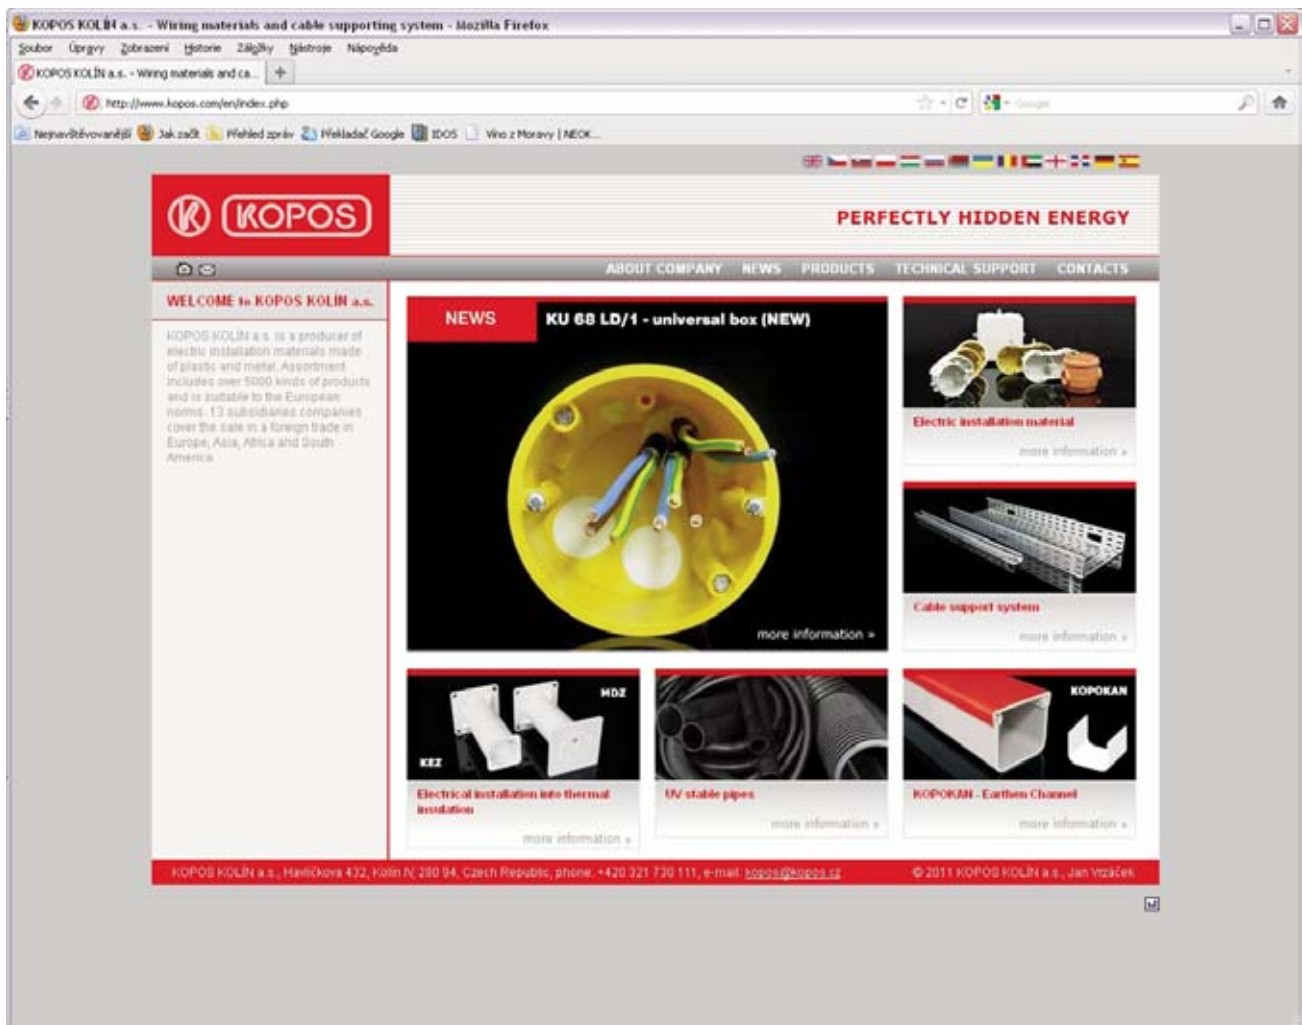 KOPOS KOLÍN a.s. - Wiring materials and cable supporting system - Mozilla Firefox
Soubor Úpravy Zobrazení Historie Záložky Nástroje Nápověda
KOPOS KOLÍN a.s. - Wiring materials and ca...
http://www.kopos.com/en/index.php
Google
Nejnavštěvovanější Jak začít Přehled zpráv Překladač Google IDOS Víno z Moravy | NEOK...
KOPOS
PERFECTLY HIDDEN ENERGY
ABOUT COMPANY NEWS PRODUCTS TECHNICAL SUPPORT CONTACTS
WELCOME to KOPOS KOLÍN a.s.
KOPOS KOLÍN a.s. is a producer of
electric installation materials made
of plastic and metal. Assortment
includes over 5000 kinds of products
and is suitable to the European
norms. 13 subsidiaries companies
cover the sale in a foreign trade in
Europe, Asia, Africa and South
America.
NEWS
KU 68 LD/1 - universal box (NEW)
more information »
Electric installation material
more information »
Cable support system
more information »
MDZ
KEZ
Electrical installation into thermal
insulation
more information »
UV stable pipes
more information »
KOPOKAN
KOPOKAN - Earthen Channel
more information »
KOPOS KOLÍN a.s., Havlíčkova 432, Kolín IV, 280 94, Czech Republic, phone: +420 321 730 111, e-mail: kopos@kopos.cz
© 2011 KOPOS KOLÍN a.s., Jan Vrzáček